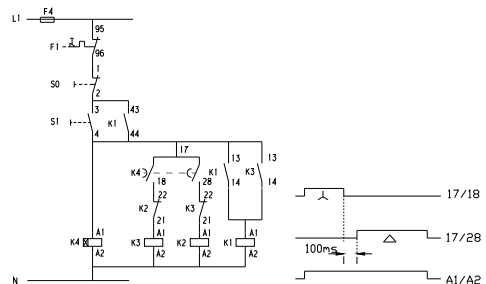 L1 F4
95
F1 I
96
1
S0
2
3 43
S1 K1
4 44
17
13 13
K4 K1 K3
18 28 14 14
22 22
K2 K3
21 21
A1 A1 A1 A1
K4 K3 K2 K1
A2 A2 A2 A2
N
17/18
17/28
100ms
A1/A2